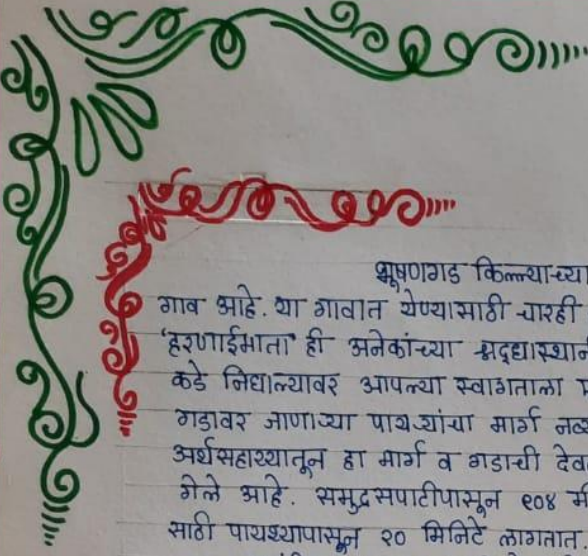 भूषणगड किल्ल्याच्या
गाव आहे. या गावात येण्यासाठी चारही
'हरणाईमाता' ही अनेकांच्या श्रद्धास्थानी
कडे निघाल्यावर आपल्या स्वागताला
गडावर जाणाऱ्या पायऱ्यांचा मार्ग
अर्थसहाय्यातून हा मार्ग व गडाची
गेले आहे. समुद्रसपाटीपासून ९०४
साठी पायथ्यापासून २० मिनिटे लागतात.